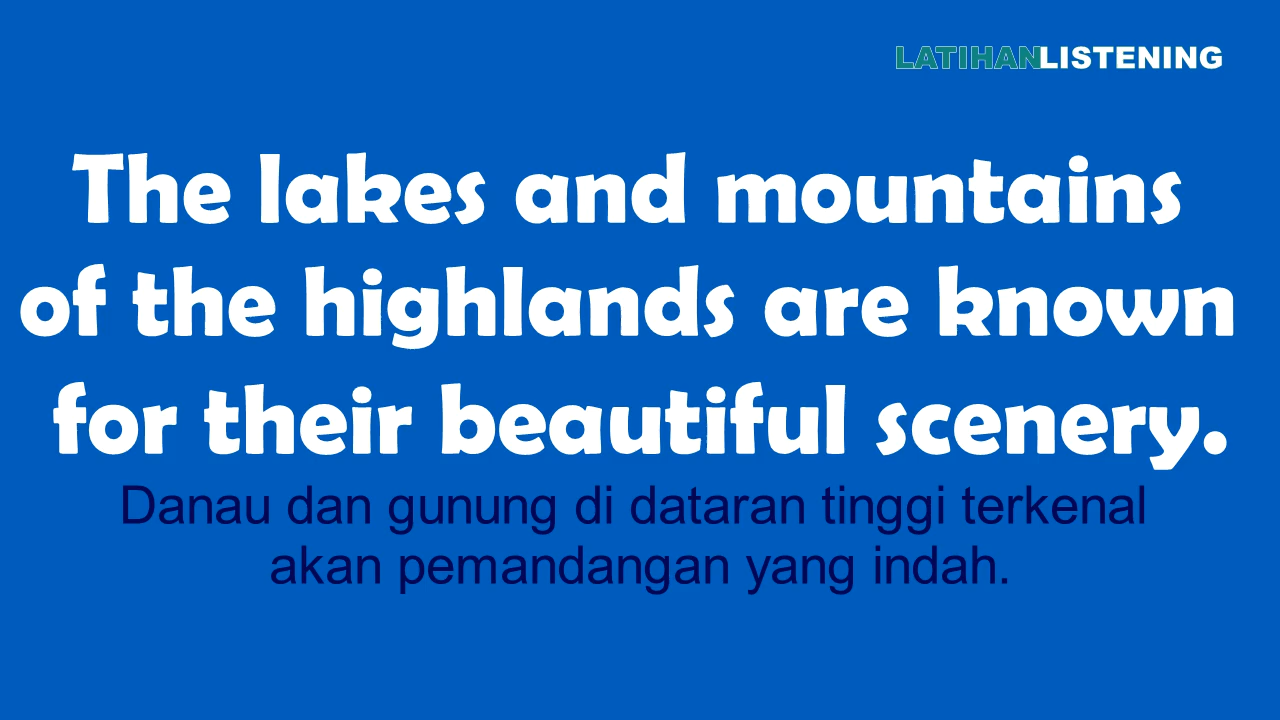 LATIHANLISTENING
The lakes and mountains
of the highlands are known
for their beautiful scenery.
Danau dan gunung di dataran tinggi terkenal
akan pemandangan yang indah.